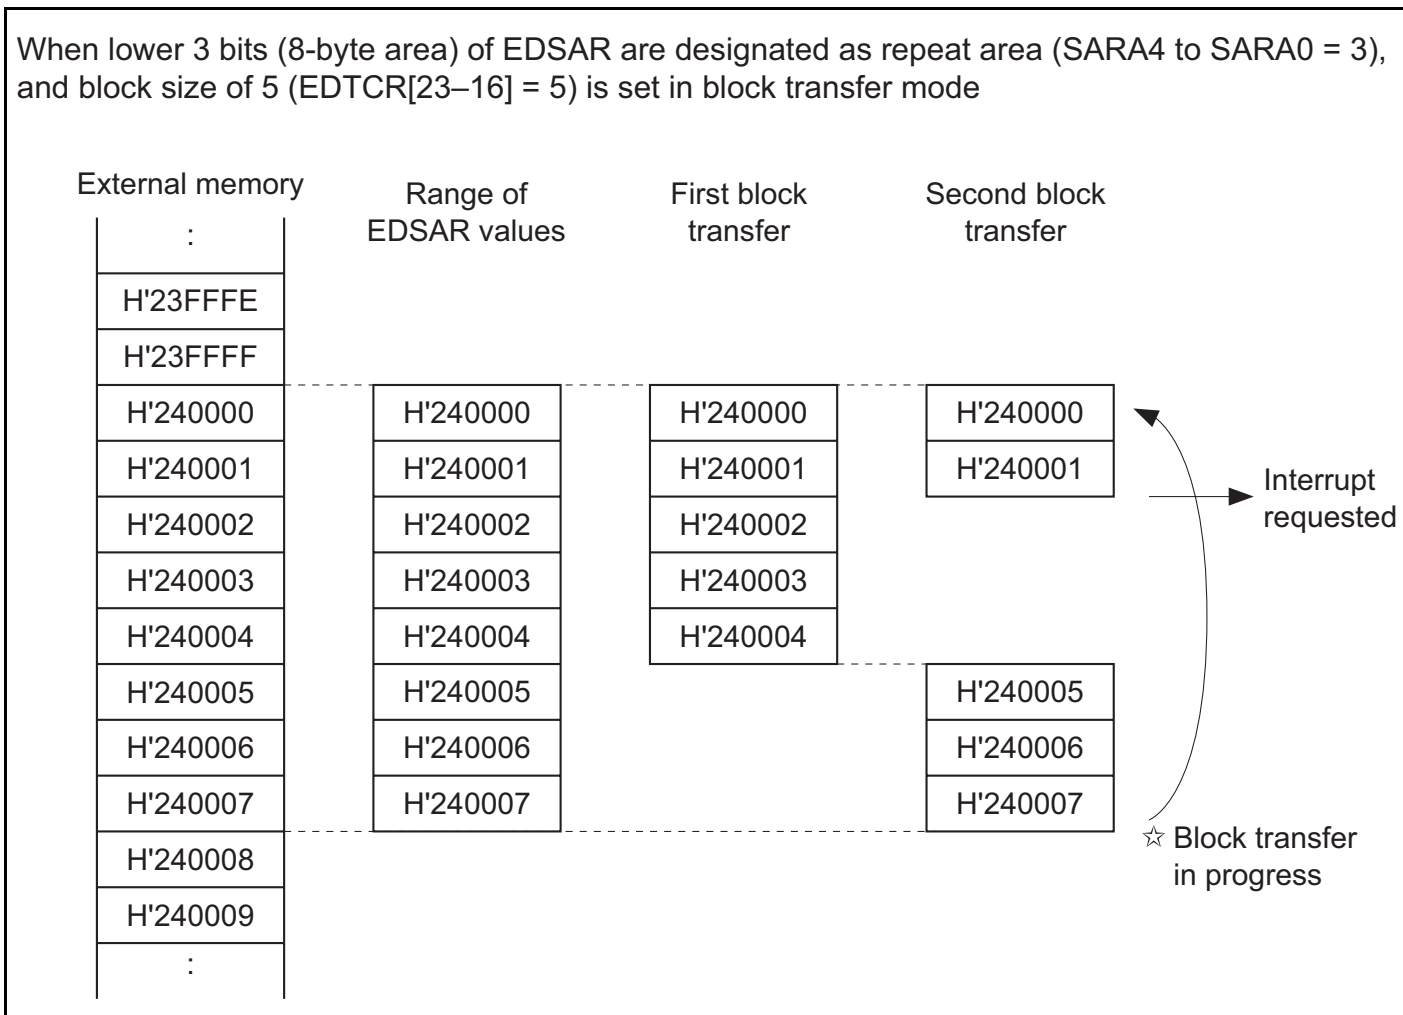 When lower 3 bits (8-byte area) of EDSAR are designated as repeat area (SARA4 to SARA0 = 3),
and block size of 5 (EDTCR[23–16] = 5) is set in block transfer mode
External memory
:
H'23FFFE
H'23FFFF
H'240000
H'240001
H'240002
H'240003
H'240004
H'240005
H'240006
H'240007
H'240008
H'240009
:
Range of
EDSAR values
H'240000
H'240001
H'240002
H'240003
H'240004
H'240005
H'240006
H'240007
First block
transfer
H'240000
H'240001
H'240002
H'240003
H'240004
Second block
transfer
H'240000
H'240001
H'240005
H'240006
H'240007
Interrupt
requested
☆ Block transfer
in progress